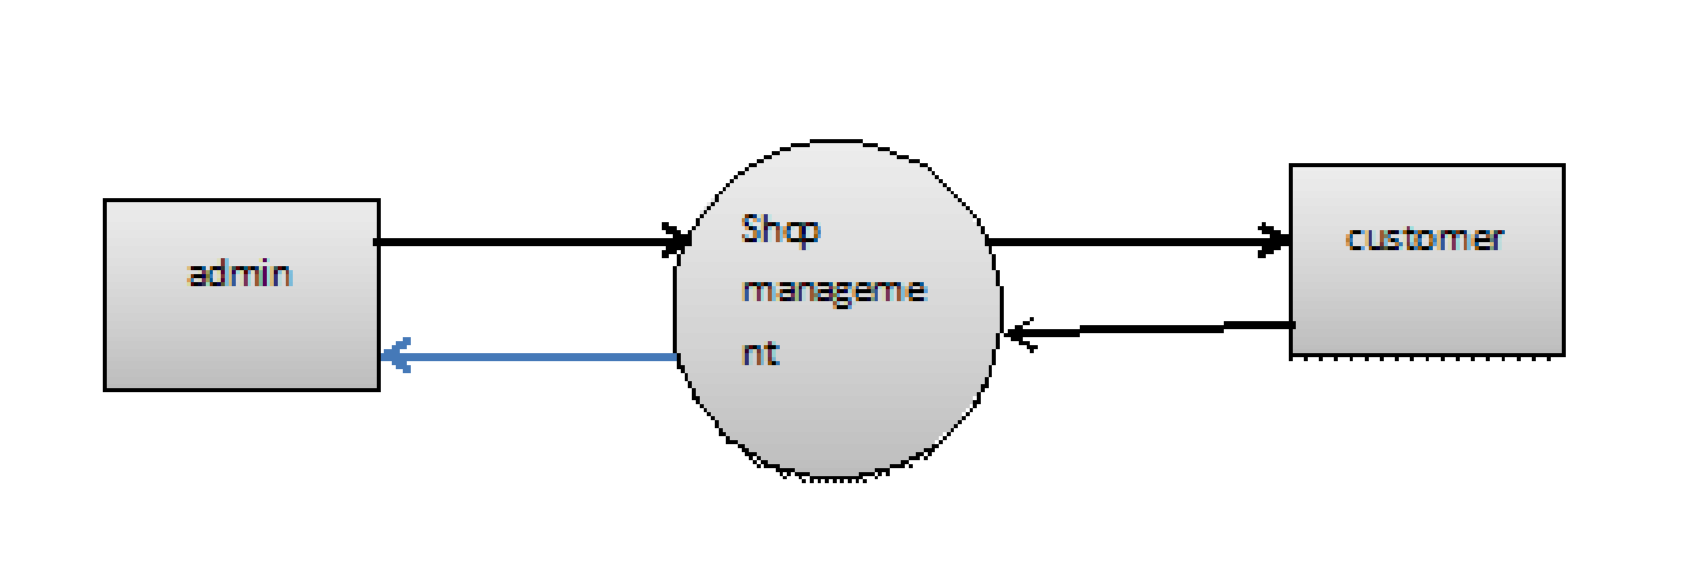 admin
Shop
manageme
nt
customer